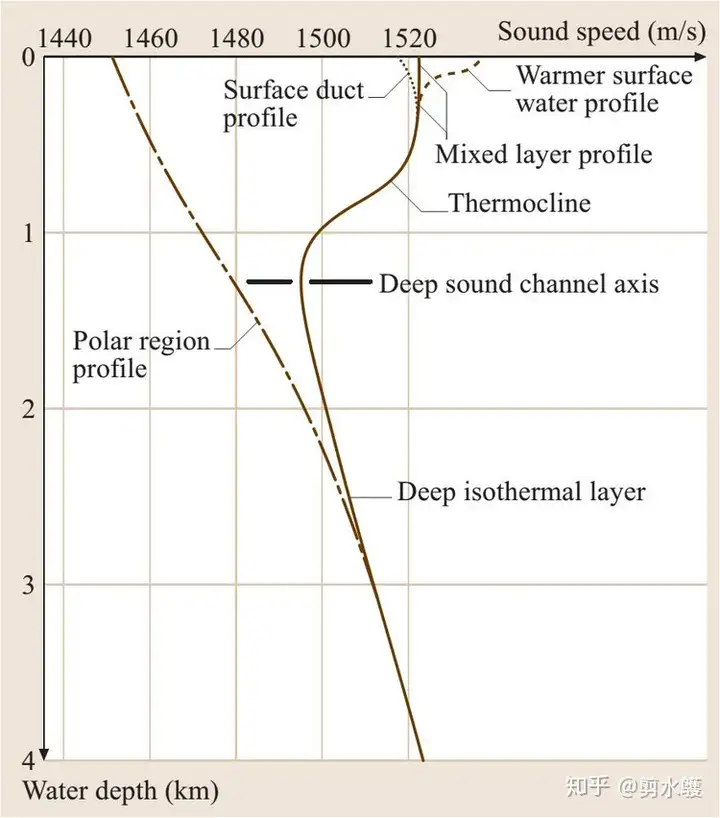 1440 1460 1480 1500 1520 Sound speed (m/s)
0
Surface duct
profile
Warmer surface
water profile
Mixed layer profile
Thermocline
1
Deep sound channel axis
Polar region
profile
2
Deep isothermal layer
3
4
Water depth (km)
知乎 @剪水鸌